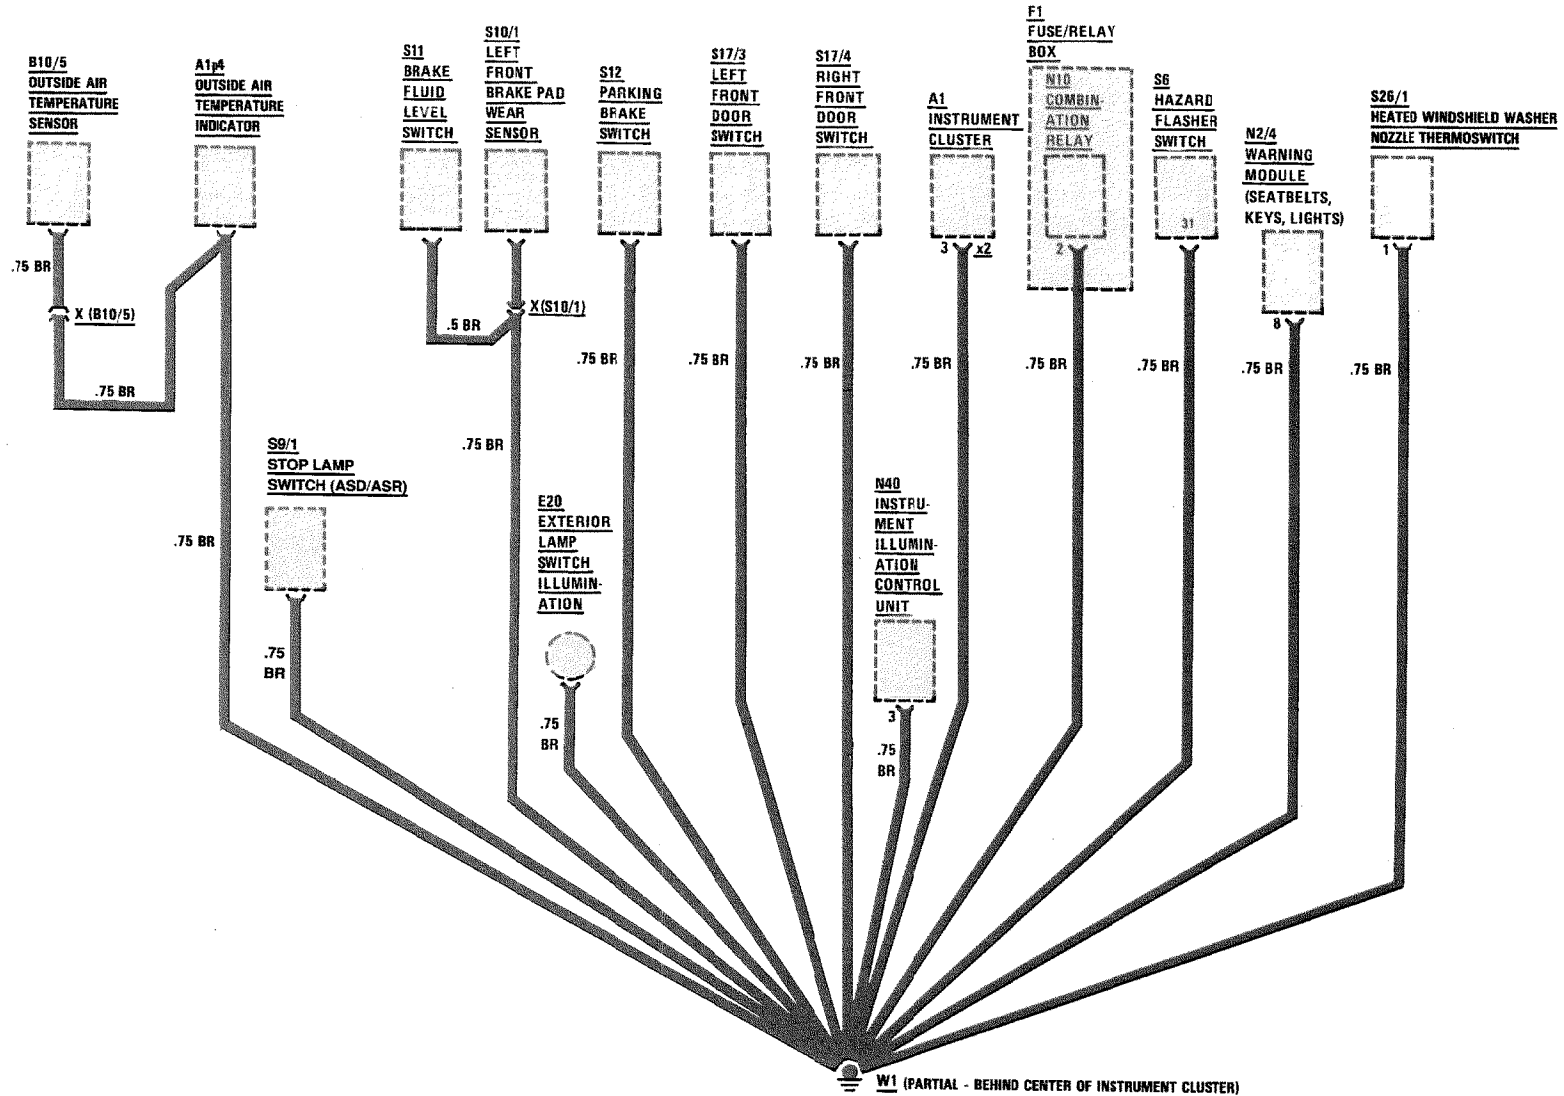 B10/5
OUTSIDE AIR
TEMPERATURE
SENSOR
A1p4
OUTSIDE AIR
TEMPERATURE
INDICATOR
S11
BRAKE
FLUID
LEVEL
SWITCH
S10/1
LEFT
FRONT
BRAKE PAD
WEAR
SENSOR
S12
PARKING
BRAKE
SWITCH
S17/3
LEFT
FRONT
DOOR
SWITCH
S17/4
RIGHT
FRONT
DOOR
SWITCH
A1
INSTRUMENT
CLUSTER
F1
FUSE/RELAY
BOX
N10
COMBIN-
ATION
RELAY
S6
HAZARD
FLASHER
SWITCH
N2/4
WARNING
MODULE
(SEATBELTS,
KEYS, LIGHTS)
S26/1
HEATED WINDSHIELD WASHER
NOZZLE THERMOSWITCH
31
3
x2
2
1
8
.75 BR
X (B10/5)
X(S10/1)
.5 BR
.75 BR
.75 BR
.75 BR
.75 BR
.75 BR
.75 BR
.75 BR
.75 BR
.75 BR
.75 BR
.75 BR
.75 BR
S9/1
STOP LAMP
SWITCH (ASD/ASR)
E20
EXTERIOR
LAMP
SWITCH
ILLUMIN-
ATION
N40
INSTRU-
MENT
ILLUMIN-
ATION
CONTROL
UNIT
.75
BR
.75
BR
3
.75
BR
W1 (PARTIAL - BEHIND CENTER OF INSTRUMENT CLUSTER)